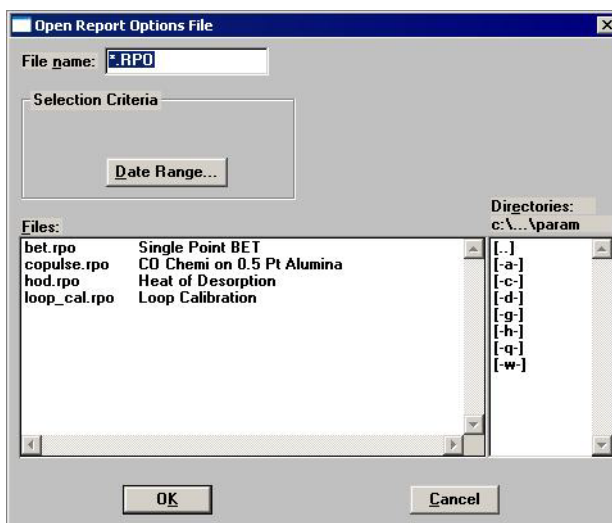 Open Report Options File
File name: *.RPO
Selection Criteria
Date Range...
Files:
bet.rpo Single Point BET
copulse.rpo CO Chemi on 0.5 Pt Alumina
hod.rpo Heat of Desorption
loop_cal.rpo Loop Calibration
Directories:
c:\...\param
[..]
[-a-]
[-c-]
[-d-]
[-g-]
[-h-]
[-q-]
[-w-]
OK
Cancel